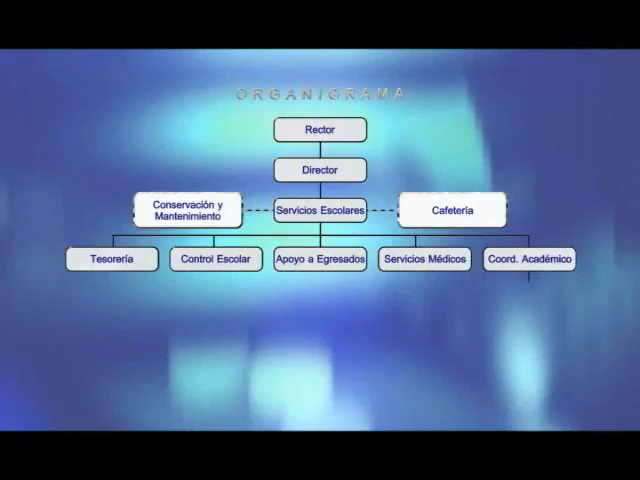 ORGANIGRAMA
Rector
Director
Conservación y
Mantenimiento
Servicios Escolares
Cafetería
Tesorería
Control Escolar
Apoyo a Egresados
Servicios Médicos
Coord. Académico